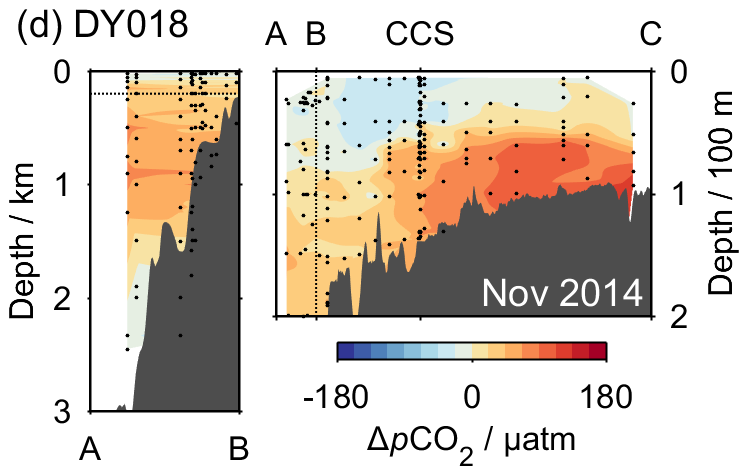 (d) DY018
A B CCS C
0
1
2
3
Depth / km
A B
0
1
2
Depth / 100 m
Nov 2014
-180 0 180
ΔpCO2 / µatm